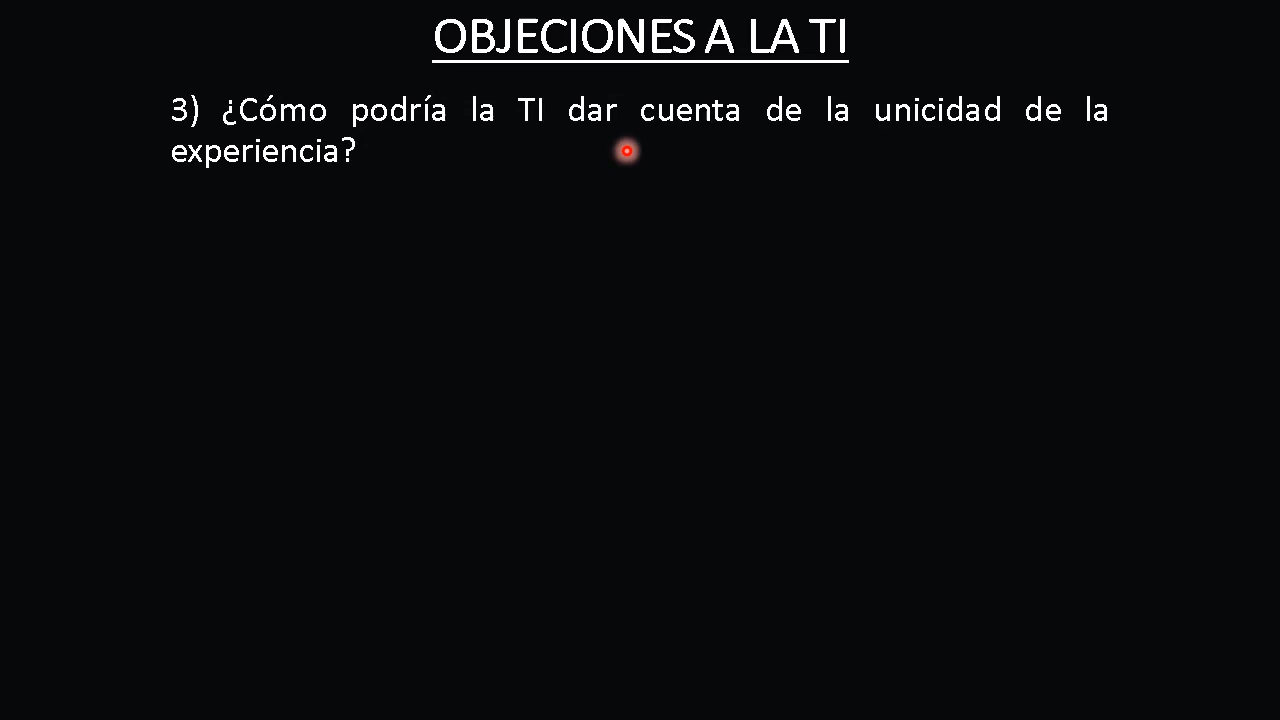 OBJECIONES A LA TI
3) ¿Cómo podría la TI dar cuenta de la unicidad de la
experiencia?